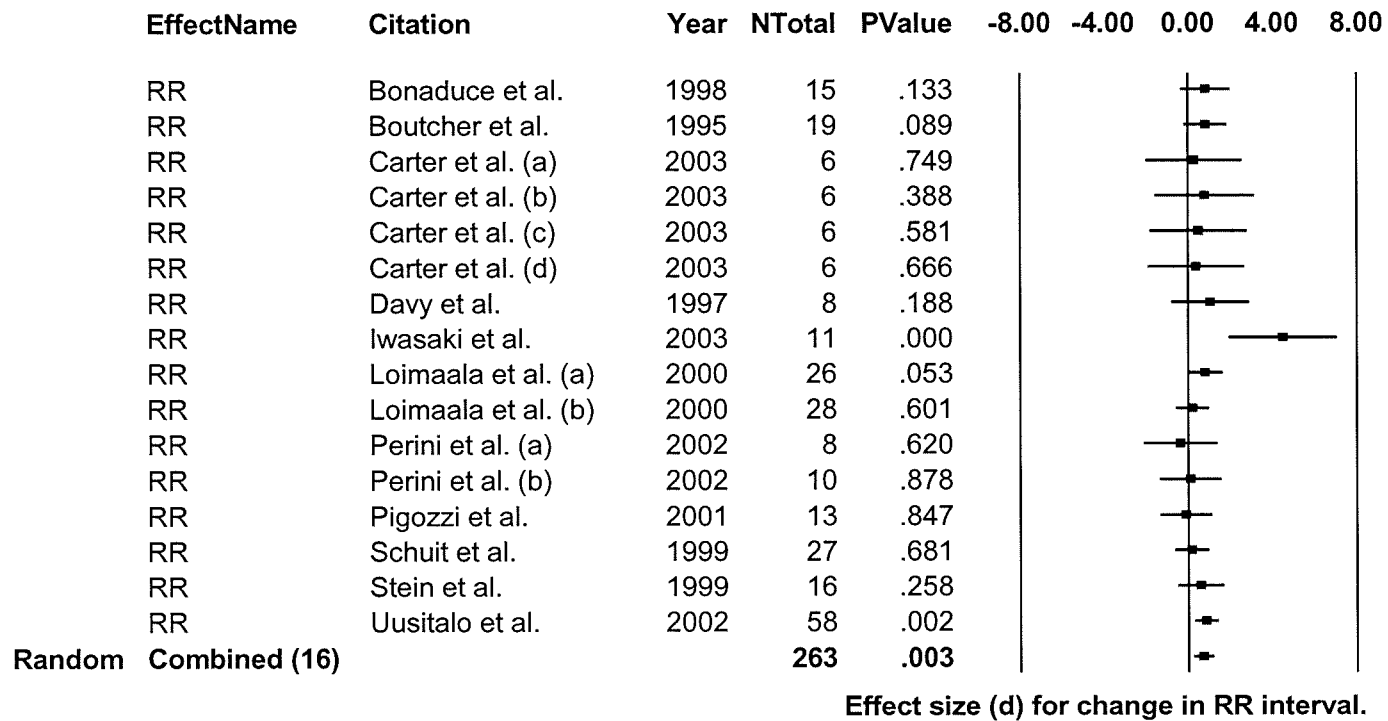 EffectName Citation Year NTotal PValue -8.00 -4.00 0.00 4.00 8.00
RR Bonaduce et al. 1998 15 .133
RR Boutcher et al. 1995 19 .089
RR Carter et al. (a) 2003 6 .749
RR Carter et al. (b) 2003 6 .388
RR Carter et al. (c) 2003 6 .581
RR Carter et al. (d) 2003 6 .666
RR Davy et al. 1997 8 .188
RR Iwasaki et al. 2003 11 .000
RR Loimaala et al. (a) 2000 26 .053
RR Loimaala et al. (b) 2000 28 .601
RR Perini et al. (a) 2002 8 .620
RR Perini et al. (b) 2002 10 .878
RR Pigozzi et al. 2001 13 .847
RR Schuit et al. 1999 27 .681
RR Stein et al. 1999 16 .258
RR Uusitalo et al. 2002 58 .002
Random Combined (16) 263 .003
Effect size (d) for change in RR interval.